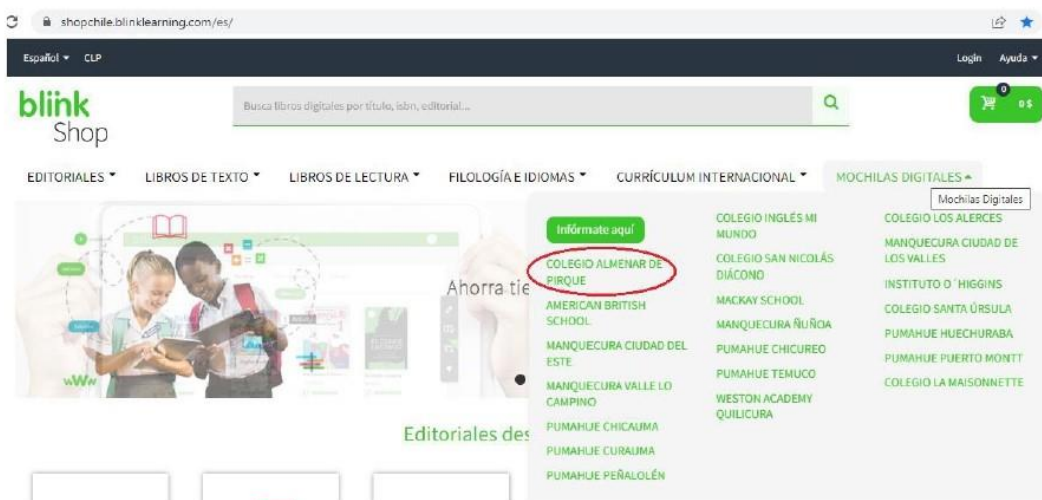 shopchile.blinklearning.com/es/
Español CLP
Login Ayuda
blink
Shop
Busca libros digitales por título, isbn, editorial...
0
0 $
EDITORIALES LIBROS DE TEXTO LIBROS DE LECTURA FILOLOGÍA E IDIOMAS CURRÍCULUM INTERNACIONAL MOCHILAS DIGITALES
Mochilas Digitales
Infórmate aquí
COLEGIO ALMENAR DE
PIRQUE
AMERICAN BRITISH
SCHOOL
MANQUECURA CIUDAD DEL
ESTE
MANQUECURA VALLE LO
CAMPINO
PUMAHUE CHICAUMA
PUMAHUE CURAUMA
PUMAHUE PEÑALOLÉN
COLEGIO INGLÉS MI
MUNDO
COLEGIO SAN NICOLÁS
DIÁCONO
MACKAY SCHOOL
MANQUECURA ÑUÑOA
PUMAHUE CHICUREO
PUMAHUE TEMUCO
WESTON ACADEMY
QUILICURA
COLEGIO LOS ALERCES
MANQUECURA CIUDAD DE
LOS VALLES
INSTITUTO O´HIGGINS
COLEGIO SANTA ÚRSULA
PUMAHUE HUECHURABA
PUMAHUE PUERTO MONTT
COLEGIO LA MAISONNETTE
Ahorra tie
WWW
Editoriales des